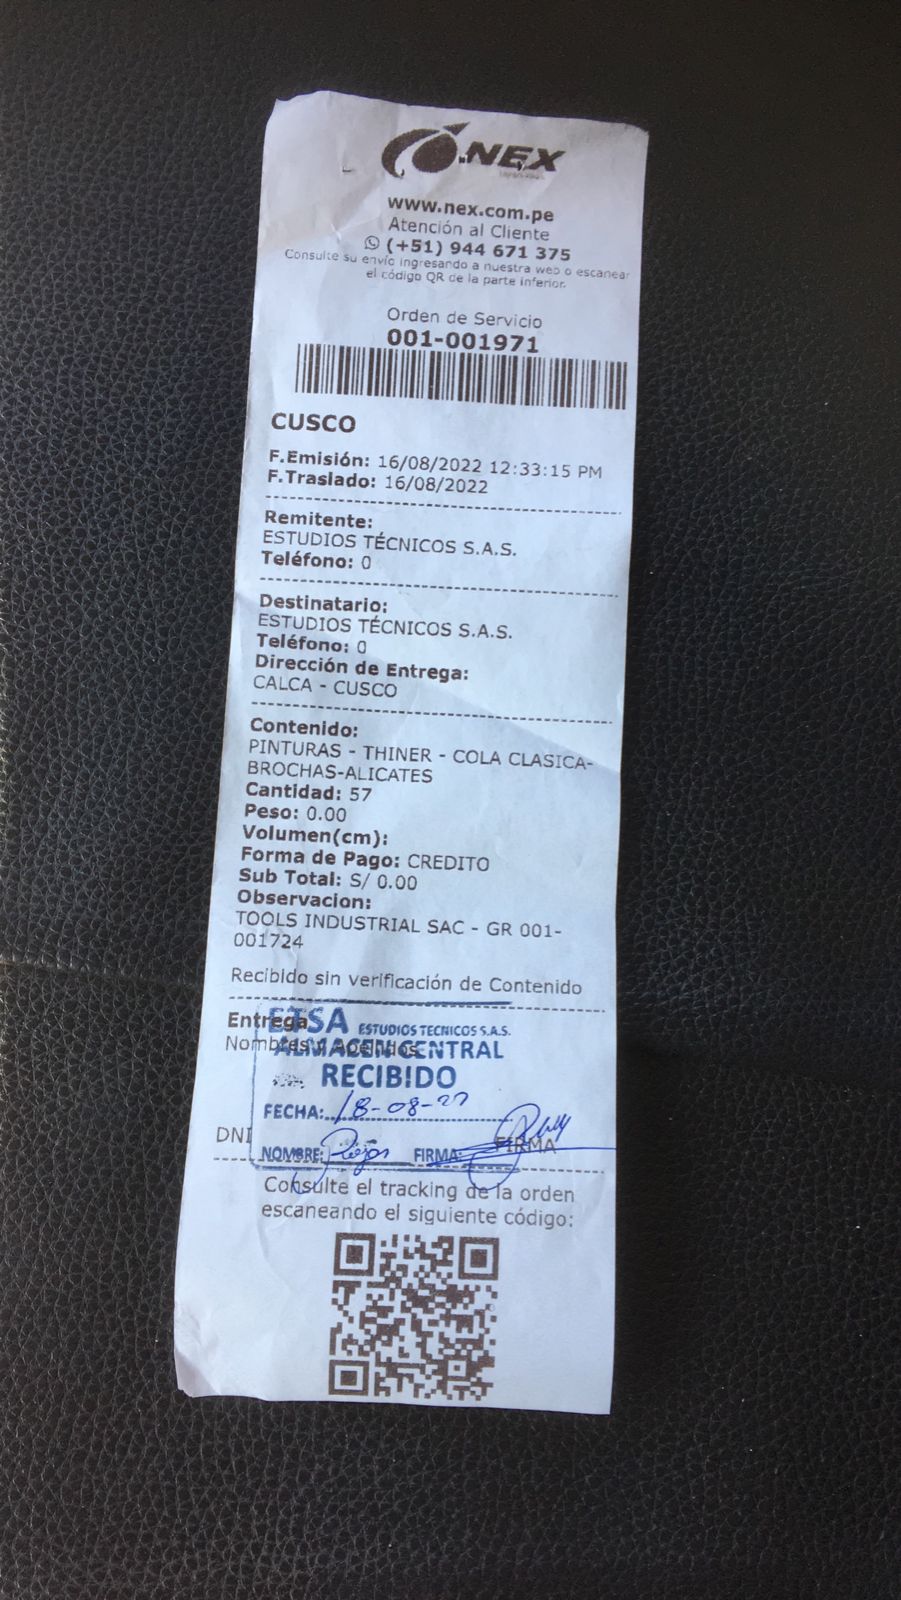 NEX
www.nex.com.pe
Atención al Cliente
(+51) 944 671 375
Consulte su envío ingresando a nuestra web o escanear
el código QR de la parte inferior.
Orden de Servicio
001-001971
CUSCO
F.Emisión: 16/08/2022 12:33:15 PM
F.Traslado: 16/08/2022
Remitente:
ESTUDIOS TÉCNICOS S.A.S.
Teléfono: 0
Destinatario:
ESTUDIOS TÉCNICOS S.A.S.
Teléfono: 0
Dirección de Entrega:
CALCA - CUSCO
Contenido:
PINTURAS - THINER - COLA CLASICA-
BROCHAS-ALICATES
Cantidad: 57
Peso: 0.00
Volumen(cm):
Forma de Pago: CREDITO
Sub Total: S/ 0.00
Observacion:
TOOLS INDUSTRIAL SAC - GR 001-
001724
Recibido sin verificación de Contenido
Entrega
ETSA ESTUDIOS TECNICOS S.A.S.
Nombres y Apellidos
ALMACEN CENTRAL
RECIBIDO
FECHA: 18-08-22
DNI
FIRMA
NOMBRE: FIRMA:
Consulte el tracking de la orden
escaneando el siguiente código: